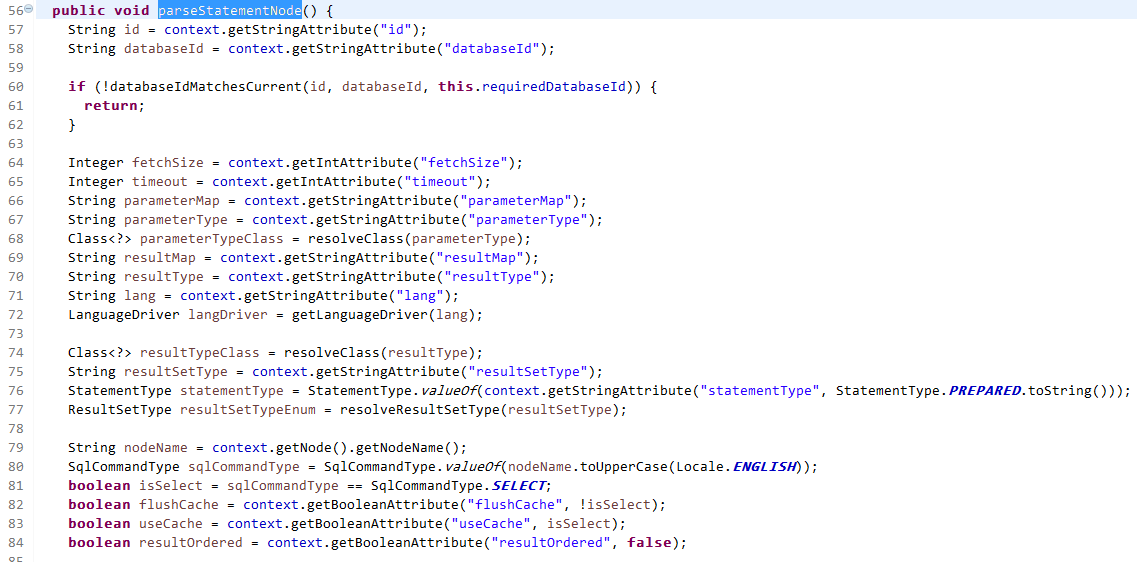 56 public void parseStatementNode() {
57 String id = context.getStringAttribute("id");
58 String databaseId = context.getStringAttribute("databaseId");
59
60 if (!databaseIdMatchesCurrent(id, databaseId, this.requiredDatabaseId)) {
61 return;
62 }
63
64 Integer fetchSize = context.getIntAttribute("fetchSize");
65 Integer timeout = context.getIntAttribute("timeout");
66 String parameterMap = context.getStringAttribute("parameterMap");
67 String parameterType = context.getStringAttribute("parameterType");
68 Class<?> parameterTypeClass = resolveClass(parameterType);
69 String resultMap = context.getStringAttribute("resultMap");
70 String resultType = context.getStringAttribute("resultType");
71 String lang = context.getStringAttribute("lang");
72 LanguageDriver langDriver = getLanguageDriver(lang);
73
74 Class<?> resultTypeClass = resolveClass(resultType);
75 String resultSetType = context.getStringAttribute("resultSetType");
76 StatementType statementType = StatementType.valueOf(context.getStringAttribute("statementType", StatementType.PREPARED.toString()));
77 ResultSetType resultSetTypeEnum = resolveResultSetType(resultSetType);
78
79 String nodeName = context.getNode().getNodeName();
80 SqlCommandType sqlCommandType = SqlCommandType.valueOf(nodeName.toUpperCase(Locale.ENGLISH));
81 boolean isSelect = sqlCommandType == SqlCommandType.SELECT;
82 boolean flushCache = context.getBooleanAttribute("flushCache", !isSelect);
83 boolean useCache = context.getBooleanAttribute("useCache", isSelect);
84 boolean resultOrdered = context.getBooleanAttribute("resultOrdered", false);